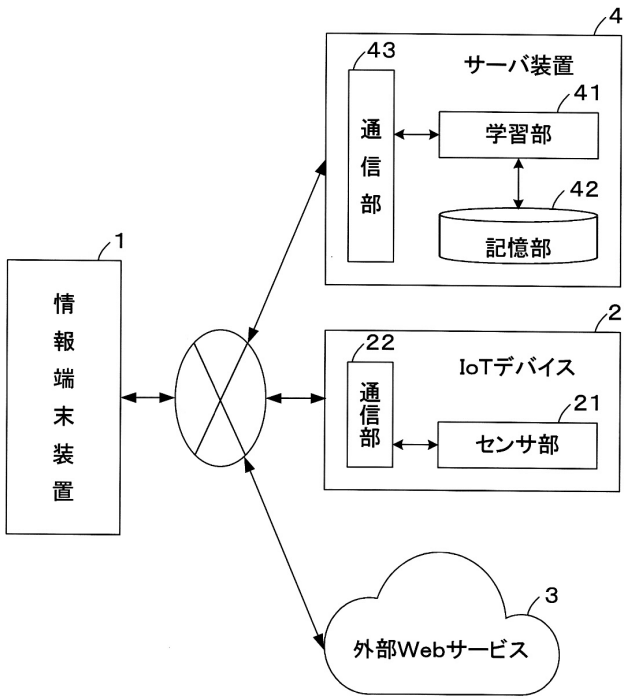 4
43
サーバ装置
41
通信部
学習部
42
記憶部
1
情報端末装置
2
22
IoTデバイス
21
通信部
センサ部
3
外部Webサービス